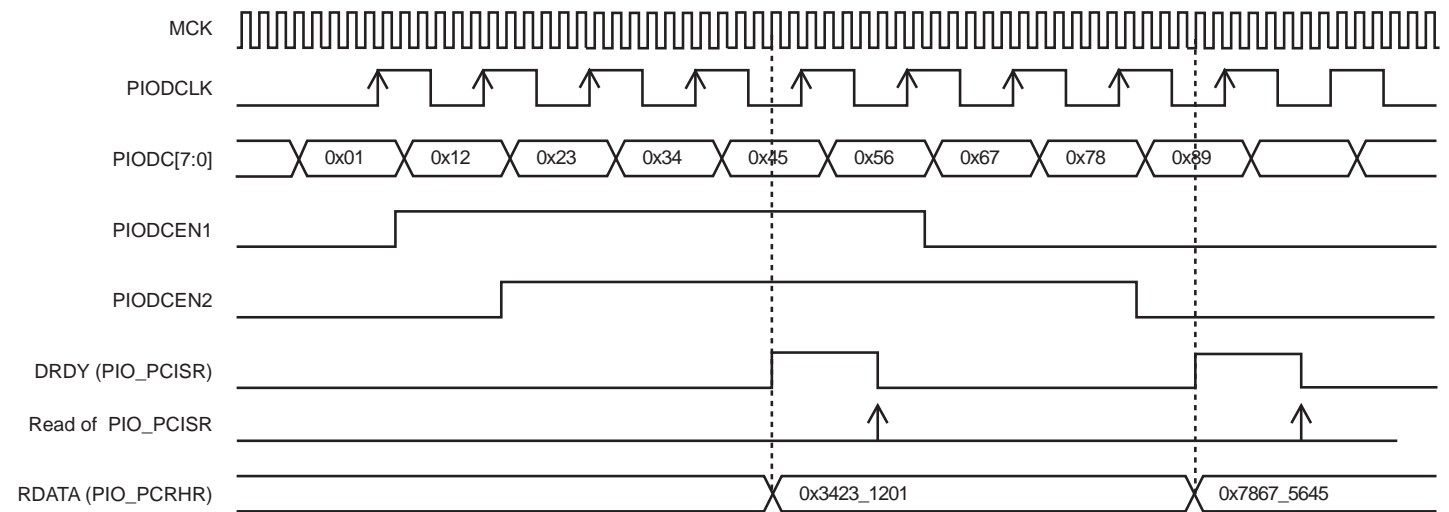 MCK
PIODCLK
PIODC[7:0] 0x01 0x12 0x23 0x34 0x45 0x56 0x67 0x78 0x89
PIODCEN1
PIODCEN2
DRDY (PIO_PCISR)
Read of PIO_PCISR
RDATA (PIO_PCRHR) 0x3423_1201 0x7867_5645